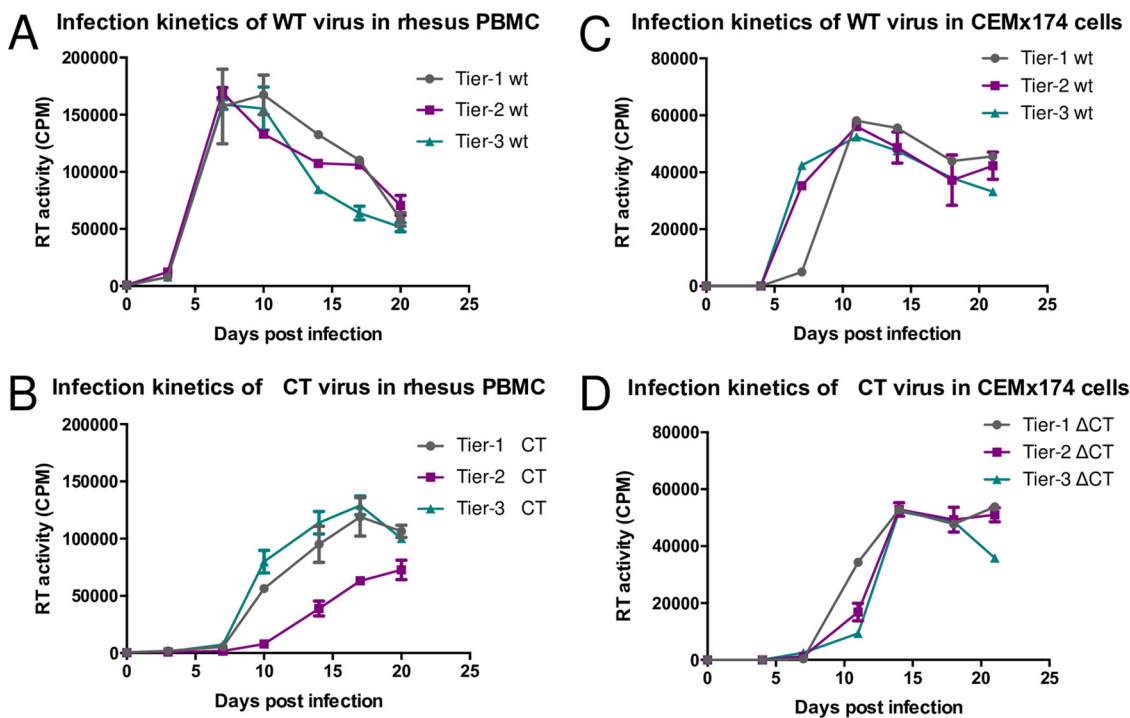 A
Infection kinetics of WT virus in rhesus PBMC
RT activity (CPM)
200000
150000
100000
50000
0
0 5 10 15 20 25
Days post infection
Tier-1 wt
Tier-2 wt
Tier-3 wt
C
Infection kinetics of WT virus in CEMx174 cells
RT activity (CPM)
80000
60000
40000
20000
0
0 5 10 15 20 25
Days post infection
Tier-1 wt
Tier-2 wt
Tier-3 wt
B
Infection kinetics of CT virus in rhesus PBMC
RT activity (CPM)
200000
150000
100000
50000
0
0 5 10 15 20 25
Days post infection
Tier-1 CT
Tier-2 CT
Tier-3 CT
D
Infection kinetics of CT virus in CEMx174 cells
RT activity (CPM)
80000
60000
40000
20000
0
0 5 10 15 20 25
Days post infection
Tier-1 ΔCT
Tier-2 ΔCT
Tier-3 ΔCT